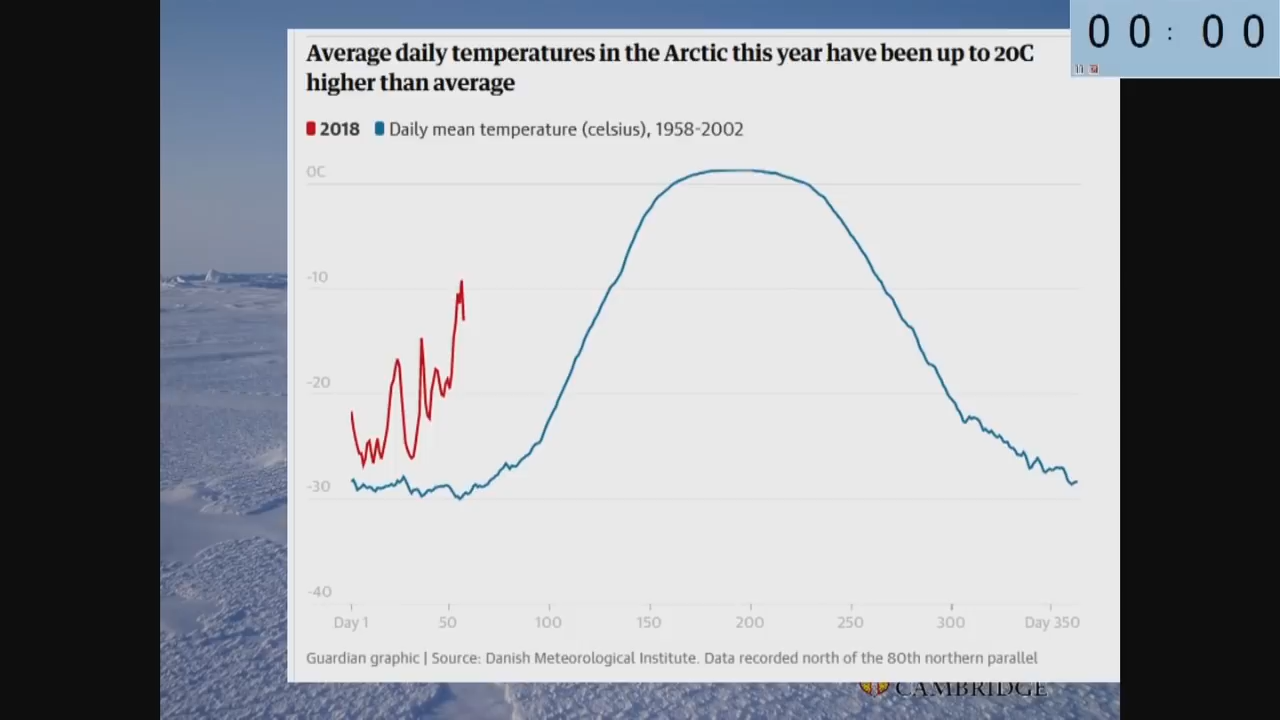 00:00
Average daily temperatures in the Arctic this year have been up to 20C
higher than average
2018 Daily mean temperature (celsius), 1958-2002
0C
-10
-20
-30
-40
Day 1 50 100 150 200 250 300 Day 350
Guardian graphic | Source: Danish Meteorological Institute. Data recorded north of the 80th northern parallel
CAMBRIDGE